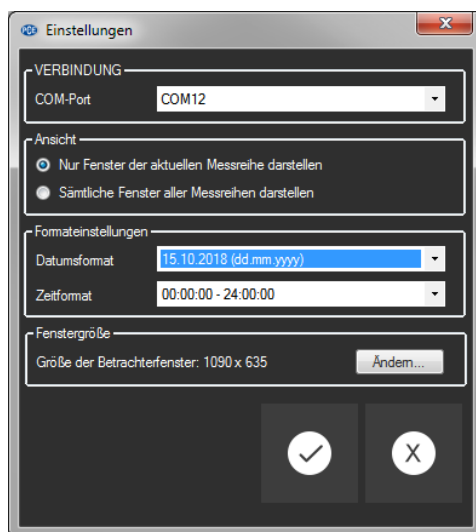 PCE Einstellungen
VERBINDUNG
COM-Port COM12
Ansicht
Nur Fenster der aktuellen Messreihe darstellen
Sämtliche Fenster aller Messreihen darstellen
Formateinstellungen
Datumsformat 15.10.2018 (dd.mm.yyyy)
Zeitformat 00:00:00 - 24:00:00
Fenstergröße
Größe der Betrachterfenster: 1090 x 635 Ändern...
X